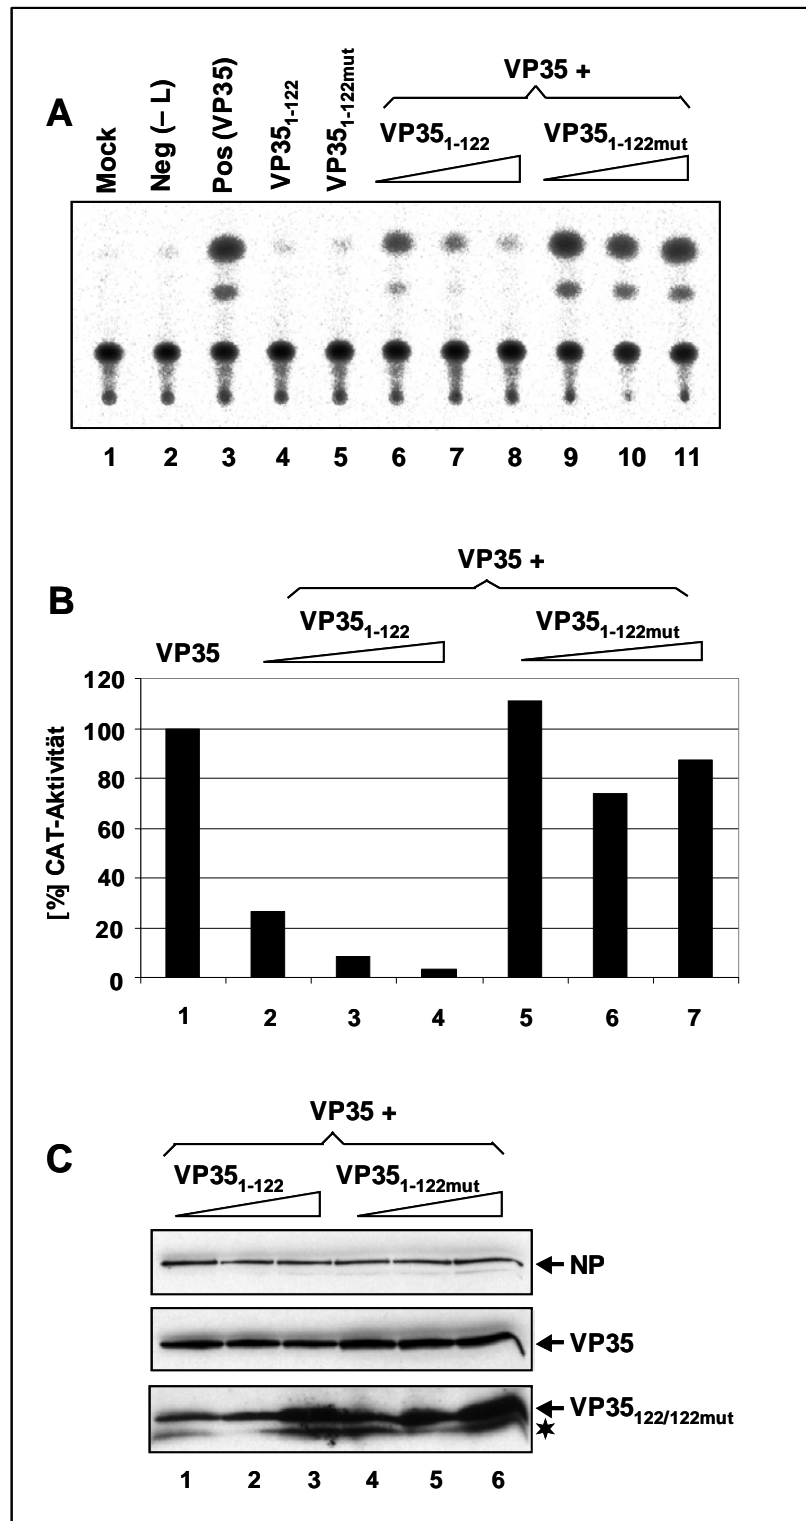 A
Mock
Neg (– L)
Pos (VP35)
VP35₁₋₁₂₂
VP35₁₋₁₂₂mut
VP35 +
VP35₁₋₁₂₂
VP35₁₋₁₂₂mut
1 2 3 4 5 6 7 8 9 10 11
B
VP35 +
VP35₁₋₁₂₂
VP35₁₋₁₂₂mut
VP35
[%] CAT-Aktivität
120
100
80
60
40
20
0
1 2 3 4 5 6 7
C
VP35 +
VP35₁₋₁₂₂
VP35₁₋₁₂₂mut
NP
VP35
VP35₁₂₂/₁₂₂mut
1 2 3 4 5 6